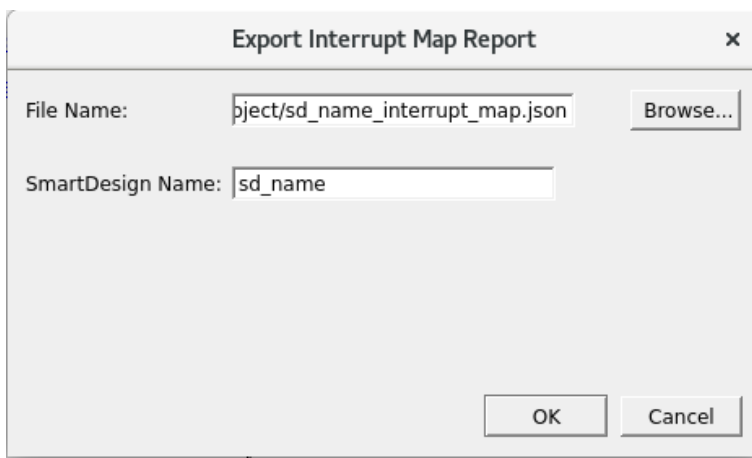 Export Interrupt Map Report ×
File Name: oject/sd_name_interrupt_map.json Browse...
SmartDesign Name: sd_name
OK Cancel